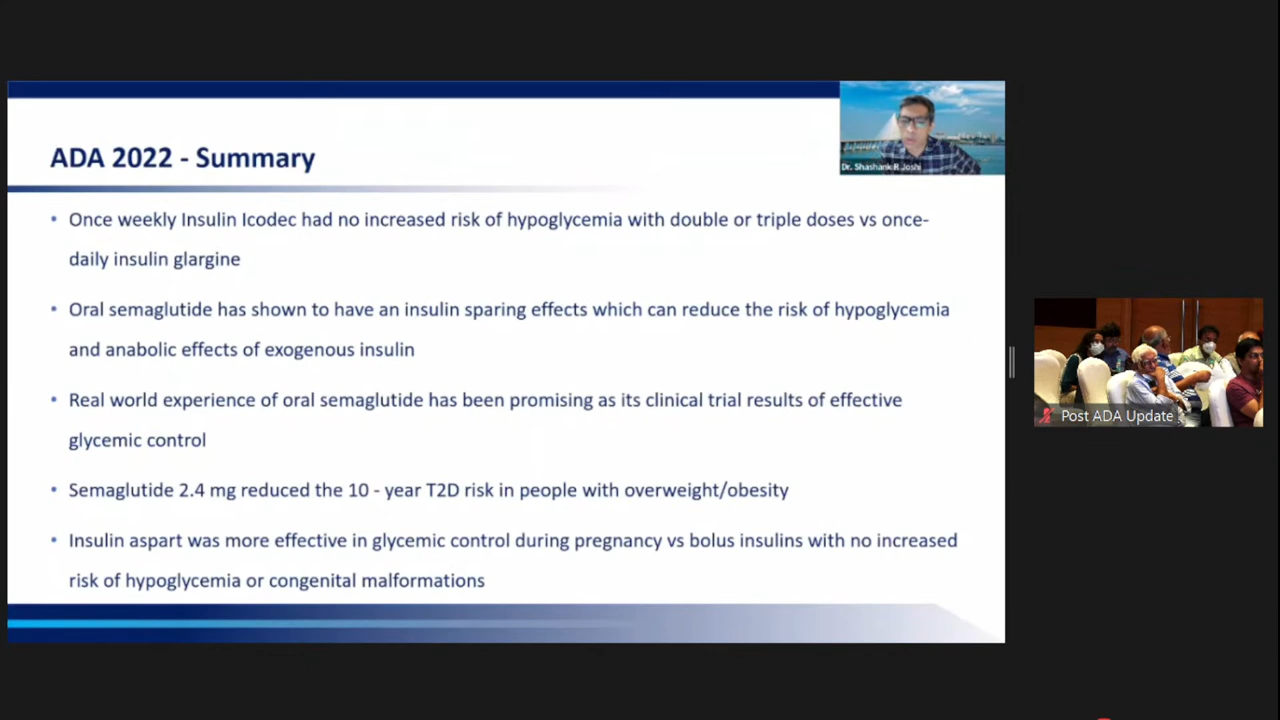 ADA 2022 - Summary
Dr. Shashank R Joshi
• Once weekly Insulin Icodec had no increased risk of hypoglycemia with double or triple doses vs once-
daily insulin glargine
• Oral semaglutide has shown to have an insulin sparing effects which can reduce the risk of hypoglycemia
and anabolic effects of exogenous insulin
• Real world experience of oral semaglutide has been promising as its clinical trial results of effective
glycemic control
• Semaglutide 2.4 mg reduced the 10 - year T2D risk in people with overweight/obesity
• Insulin aspart was more effective in glycemic control during pregnancy vs bolus insulins with no increased
risk of hypoglycemia or congenital malformations
Post ADA Update